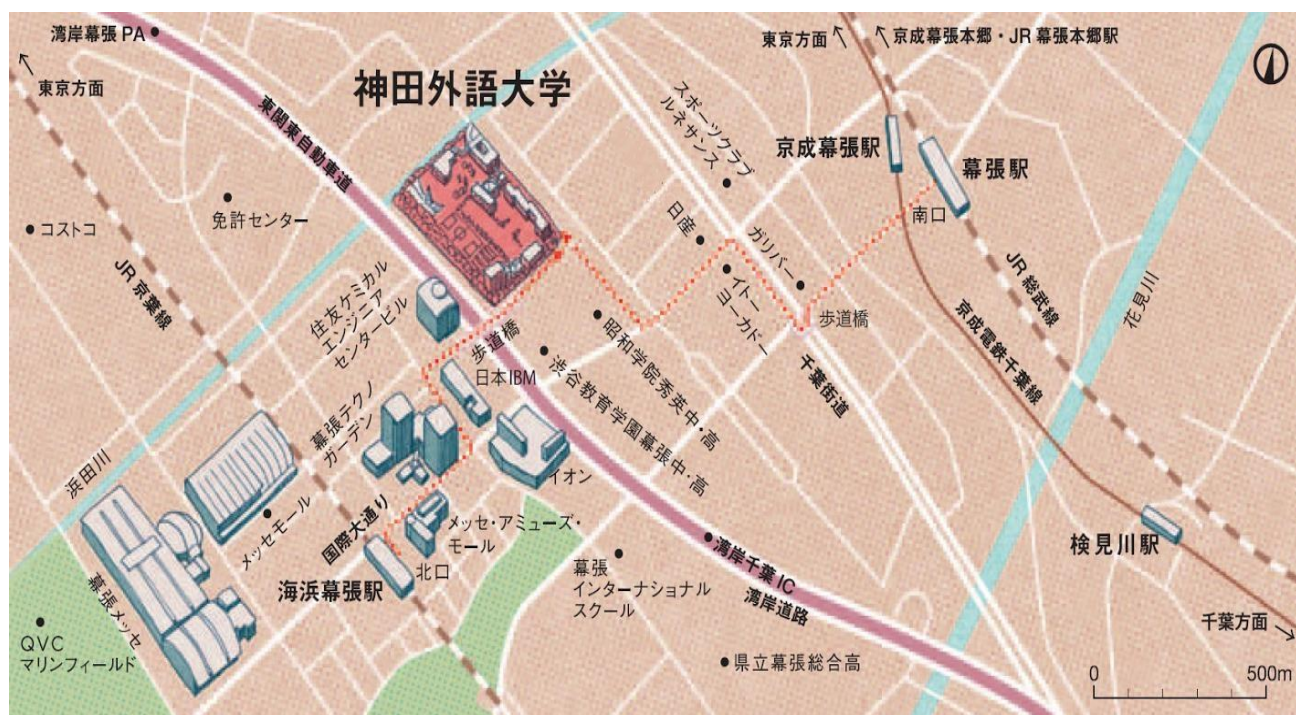 湾岸幕張PA
東京方面
東京方面
京成幕張本郷・JR幕張本郷駅
神田外語大学
東関東自動車道
スポーツクラブ
ルネサンス
京成幕張駅
幕張駅
南口
免許センター
コストコ
JR京葉線
日産
ガリバー
イトー
ヨーカドー
歩道橋
千葉街道
JR総武線
京成電鉄千葉線
花見川
住友ケミカル
エンジニア
センタービル
歩道橋
日本IBM
昭和学院秀英中・高
渋谷教育学園幕張中・高
幕張テクノ
ガーデン
イオン
浜田川
メッセモール
国際大通り
メッセ・アミューズ・
モール
北口
海浜幕張駅
幕張メッセ
QVC
マリンフィールド
幕張
インターナショナル
スクール
湾岸千葉IC
湾岸道路
検見川駅
千葉方面
県立幕張総合高
0
500m